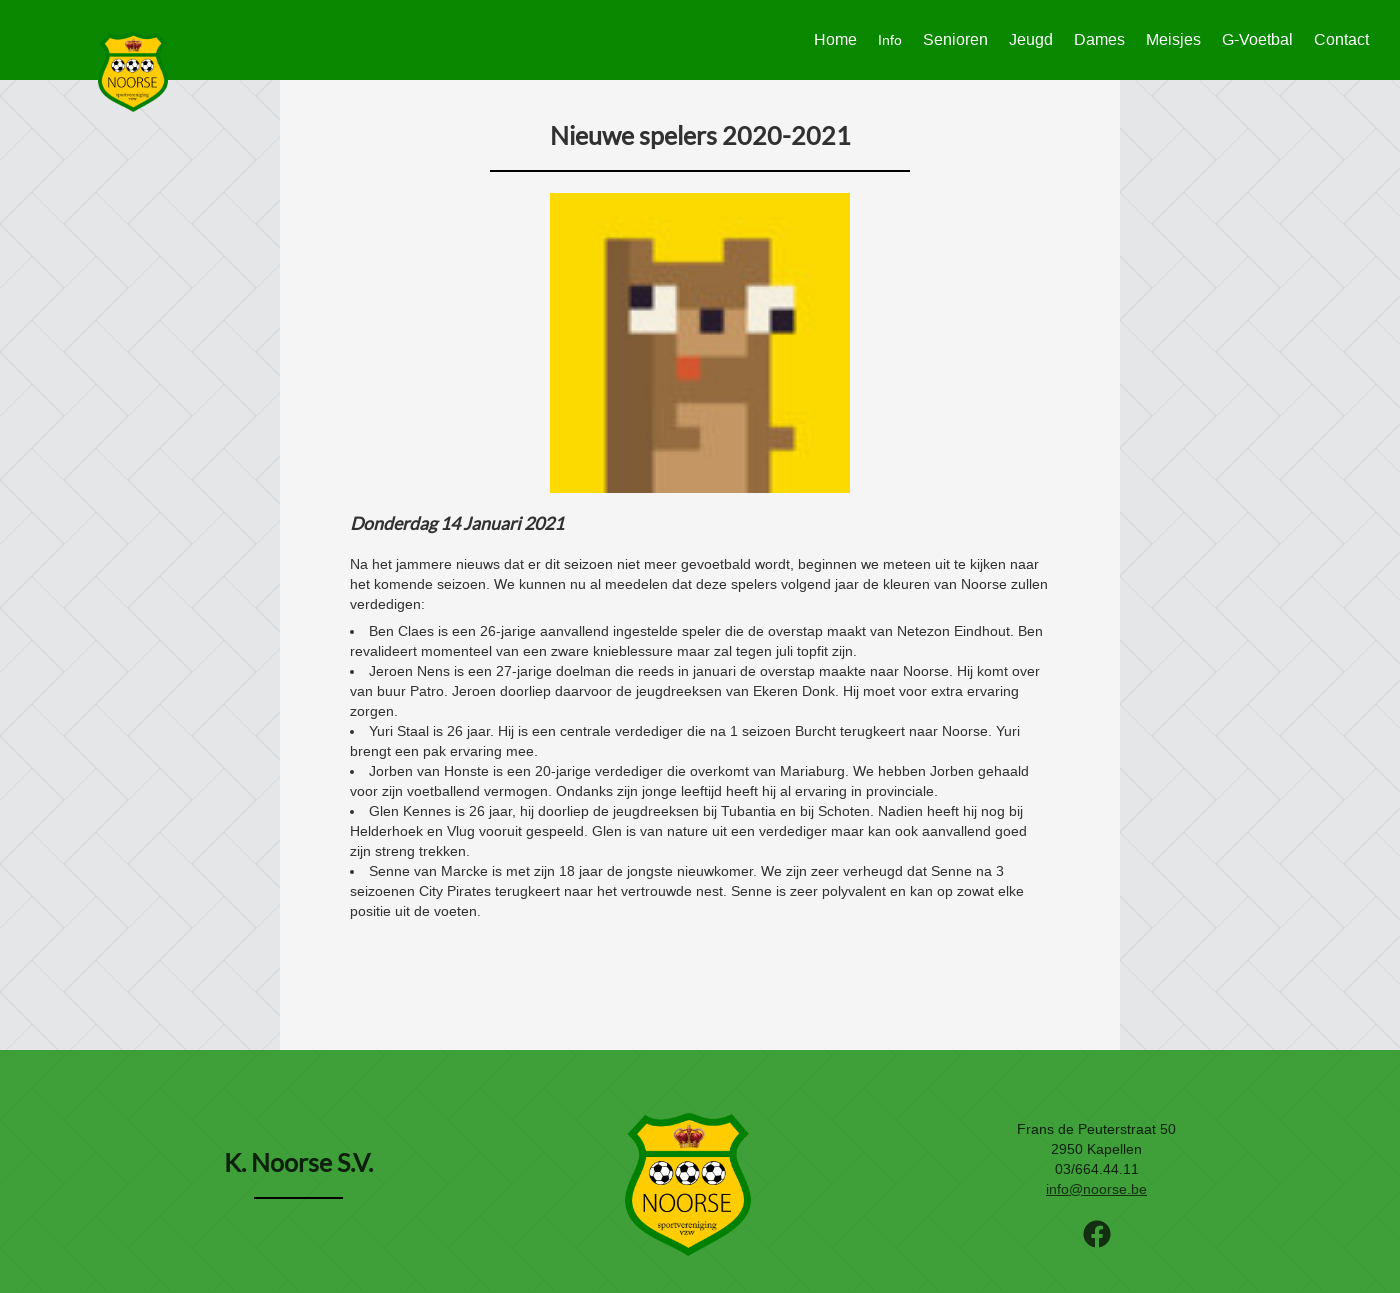 NOORSE
sportvereniging
vzw
Home Info Senioren Jeugd Dames Meisjes G-Voetbal Contact
Nieuwe spelers 2020-2021
Donderdag 14 Januari 2021
Na het jammere nieuws dat er dit seizoen niet meer gevoetbald wordt, beginnen we meteen uit te kijken naar
het komende seizoen. We kunnen nu al meedelen dat deze spelers volgend jaar de kleuren van Noorse zullen
verdedigen:
• Ben Claes is een 26-jarige aanvallend ingestelde speler die de overstap maakt van Netezon Eindhout. Ben
revalideert momenteel van een zware knieblessure maar zal tegen juli topfit zijn.
• Jeroen Nens is een 27-jarige doelman die reeds in januari de overstap maakte naar Noorse. Hij komt over
van buur Patro. Jeroen doorliep daarvoor de jeugdreeksen van Ekeren Donk. Hij moet voor extra ervaring
zorgen.
• Yuri Staal is 26 jaar. Hij is een centrale verdediger die na 1 seizoen Burcht terugkeert naar Noorse. Yuri
brengt een pak ervaring mee.
• Jorben van Honste is een 20-jarige verdediger die overkomt van Mariaburg. We hebben Jorben gehaald
voor zijn voetballend vermogen. Ondanks zijn jonge leeftijd heeft hij al ervaring in provinciale.
• Glen Kennes is 26 jaar, hij doorliep de jeugdreeksen bij Tubantia en bij Schoten. Nadien heeft hij nog bij
Helderhoek en Vlug vooruit gespeeld. Glen is van nature uit een verdediger maar kan ook aanvallend goed
zijn streng trekken.
• Senne van Marcke is met zijn 18 jaar de jongste nieuwkomer. We zijn zeer verheugd dat Senne na 3
seizoenen City Pirates terugkeert naar het vertrouwde nest. Senne is zeer polyvalent en kan op zowat elke
positie uit de voeten.
K. Noorse S.V.
NOORSE
sportvereniging
vzw
Frans de Peuterstraat 50
2950 Kapellen
03/664.44.11
info@noorse.be